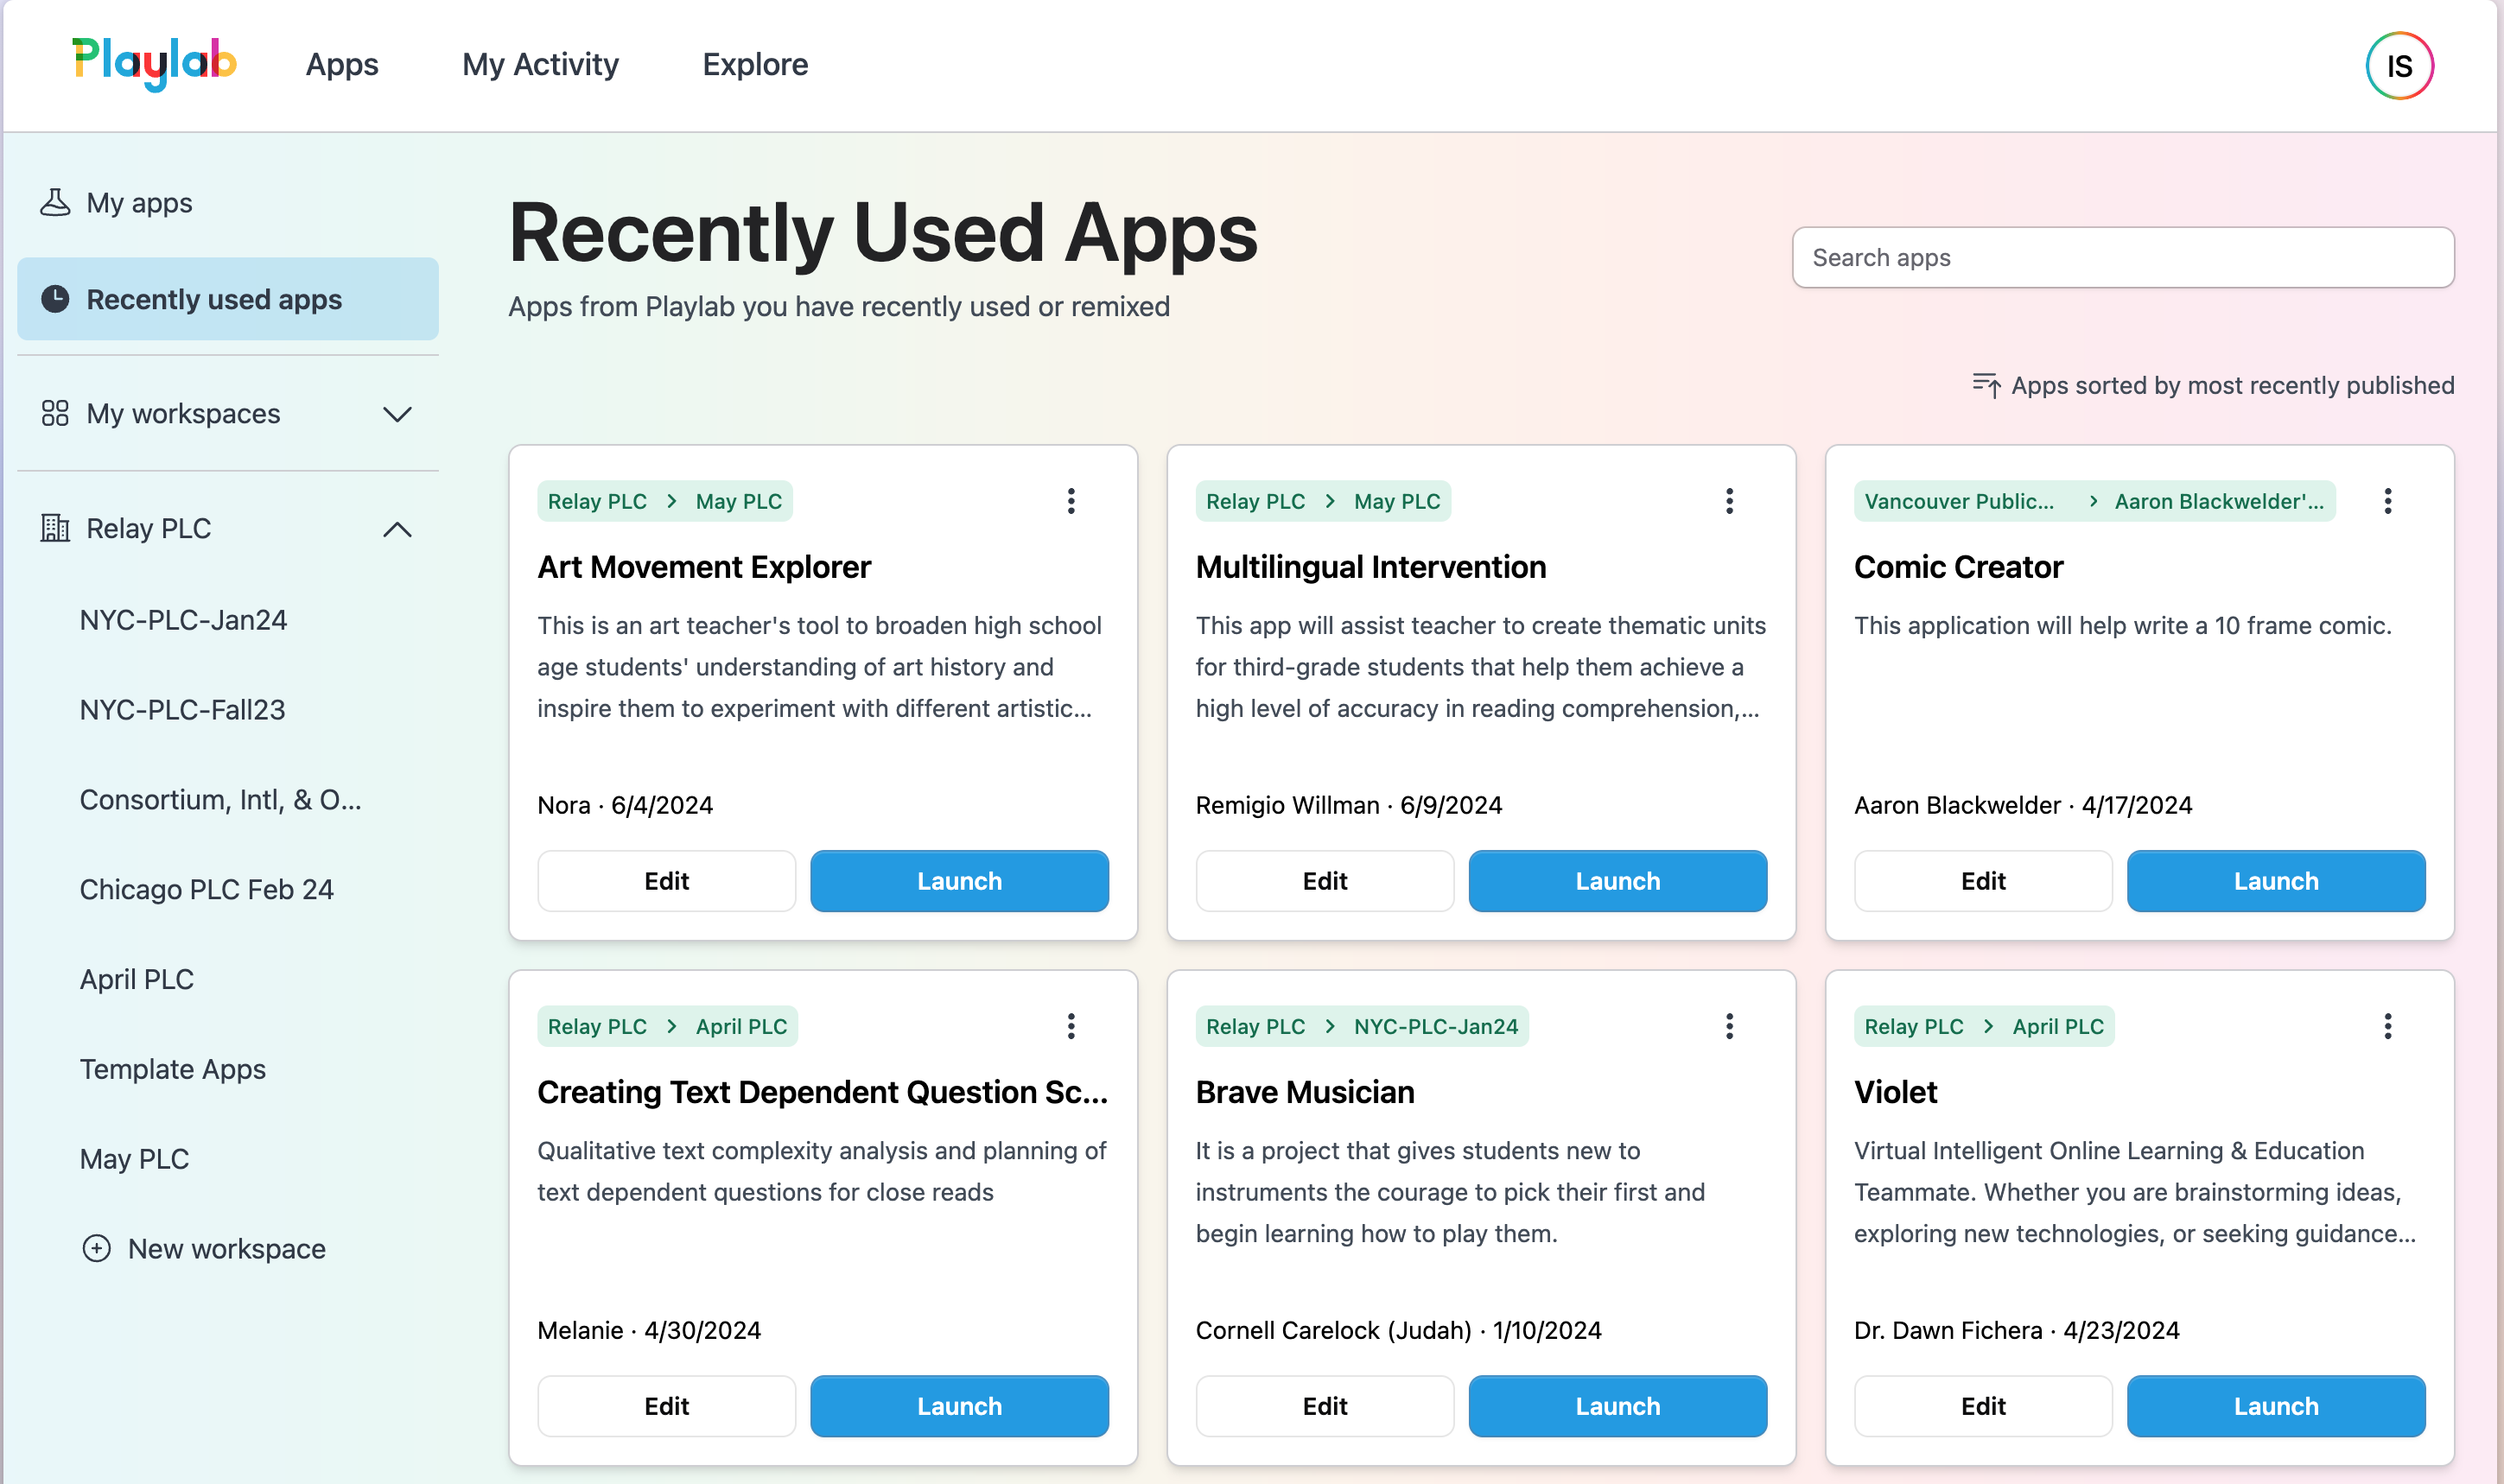 Playlab
Apps
My Activity
Explore
IS
My apps
Recently used apps
My workspaces
Relay PLC
NYC-PLC-Jan24
NYC-PLC-Fall23
Consortium, Intl, & O...
Chicago PLC Feb 24
April PLC
Template Apps
May PLC
New workspace
Recently Used Apps
Apps from Playlab you have recently used or remixed
Search apps
Apps sorted by most recently published
Relay PLC > May PLC
Art Movement Explorer
This is an art teacher's tool to broaden high school
age students' understanding of art history and
inspire them to experiment with different artistic...
Nora · 6/4/2024
Edit
Launch
Relay PLC > May PLC
Multilingual Intervention
This app will assist teacher to create thematic units
for third-grade students that help them achieve a
high level of accuracy in reading comprehension,...
Remigio Willman · 6/9/2024
Edit
Launch
Vancouver Public... > Aaron Blackwelder'...
Comic Creator
This application will help write a 10 frame comic.
Aaron Blackwelder · 4/17/2024
Edit
Launch
Relay PLC > April PLC
Creating Text Dependent Question Sc...
Qualitative text complexity analysis and planning of
text dependent questions for close reads
Melanie · 4/30/2024
Edit
Launch
Relay PLC > NYC-PLC-Jan24
Brave Musician
It is a project that gives students new to
instruments the courage to pick their first and
begin learning how to play them.
Cornell Carelock (Judah) · 1/10/2024
Edit
Launch
Relay PLC > April PLC
Violet
Virtual Intelligent Online Learning & Education
Teammate. Whether you are brainstorming ideas,
exploring new technologies, or seeking guidance...
Dr. Dawn Fichera · 4/23/2024
Edit
Launch